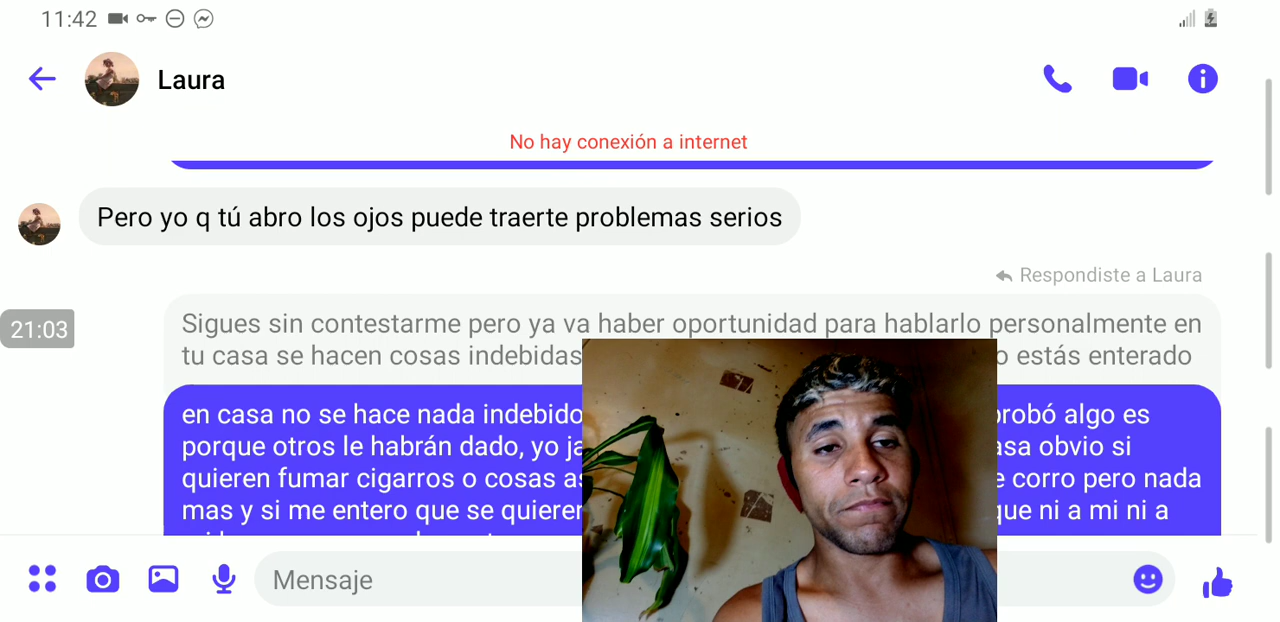 11:42
Laura
No hay conexión a internet
Pero yo q tú abro los ojos puede traerte problemas serios
Respondiste a Laura
21:03
Sigues sin contestarme pero ya va haber oportunidad para hablarlo personalmente en
tu casa se hacen cosas indebidas o estás enterado
en casa no se hace nada indebido probó algo es
porque otros le habrán dado, yo ja asa obvio si
quieren fumar cigarros o cosas as e corro pero nada
mas y si me entero que se quieren que ni a mi ni a
Mensaje